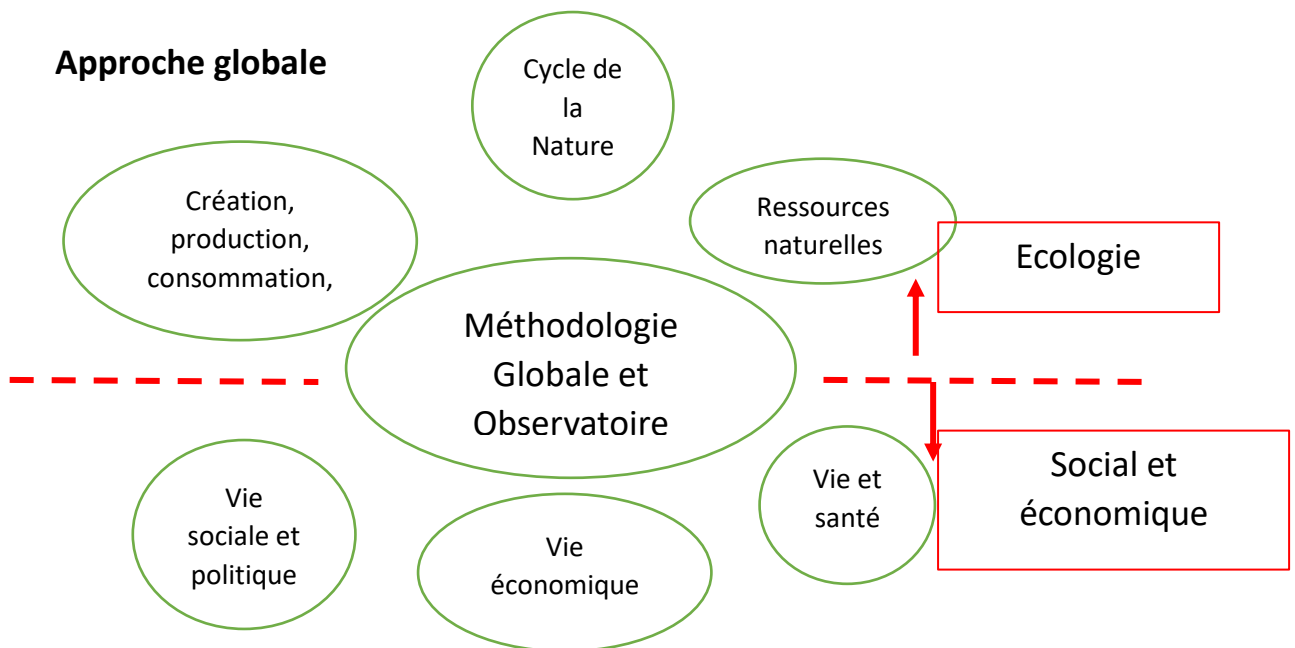 Approche globale
Cycle de
la
Nature
Création,
production,
consommation,
Ressources
naturelles
Ecologie
Méthodologie
Globale et
Observatoire
Vie
sociale et
politique
Vie
économique
Vie et
santé
Social et
économique